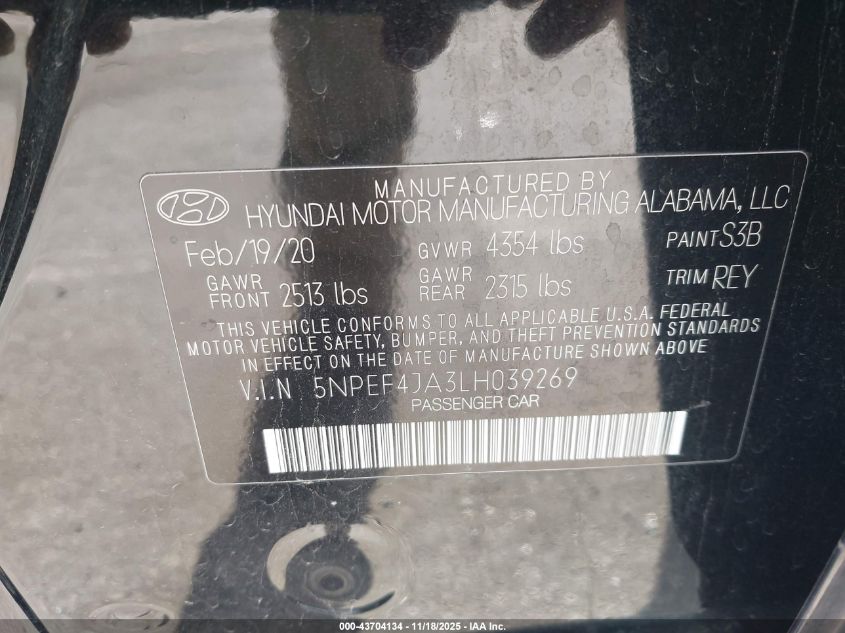 MANUFACTURED BY
HYUNDAI MOTOR MANUFACTURING ALABAMA, LLC
Feb/19/20 GVWR 4354 lbs PAINT S3B
GAWR FRONT 2513 lbs GAWR REAR 2315 lbs TRIM REY
THIS VEHICLE CONFORMS TO ALL APPLICABLE U.S.A. FEDERAL
MOTOR VEHICLE SAFETY, BUMPER, AND THEFT PREVENTION STANDARDS
IN EFFECT ON THE DATE OF MANUFACTURE SHOWN ABOVE
V.I.N 5NPEF4JA3LH039269
PASSENGER CAR
000-43704134 - 11/18/2025 - IAA Inc.